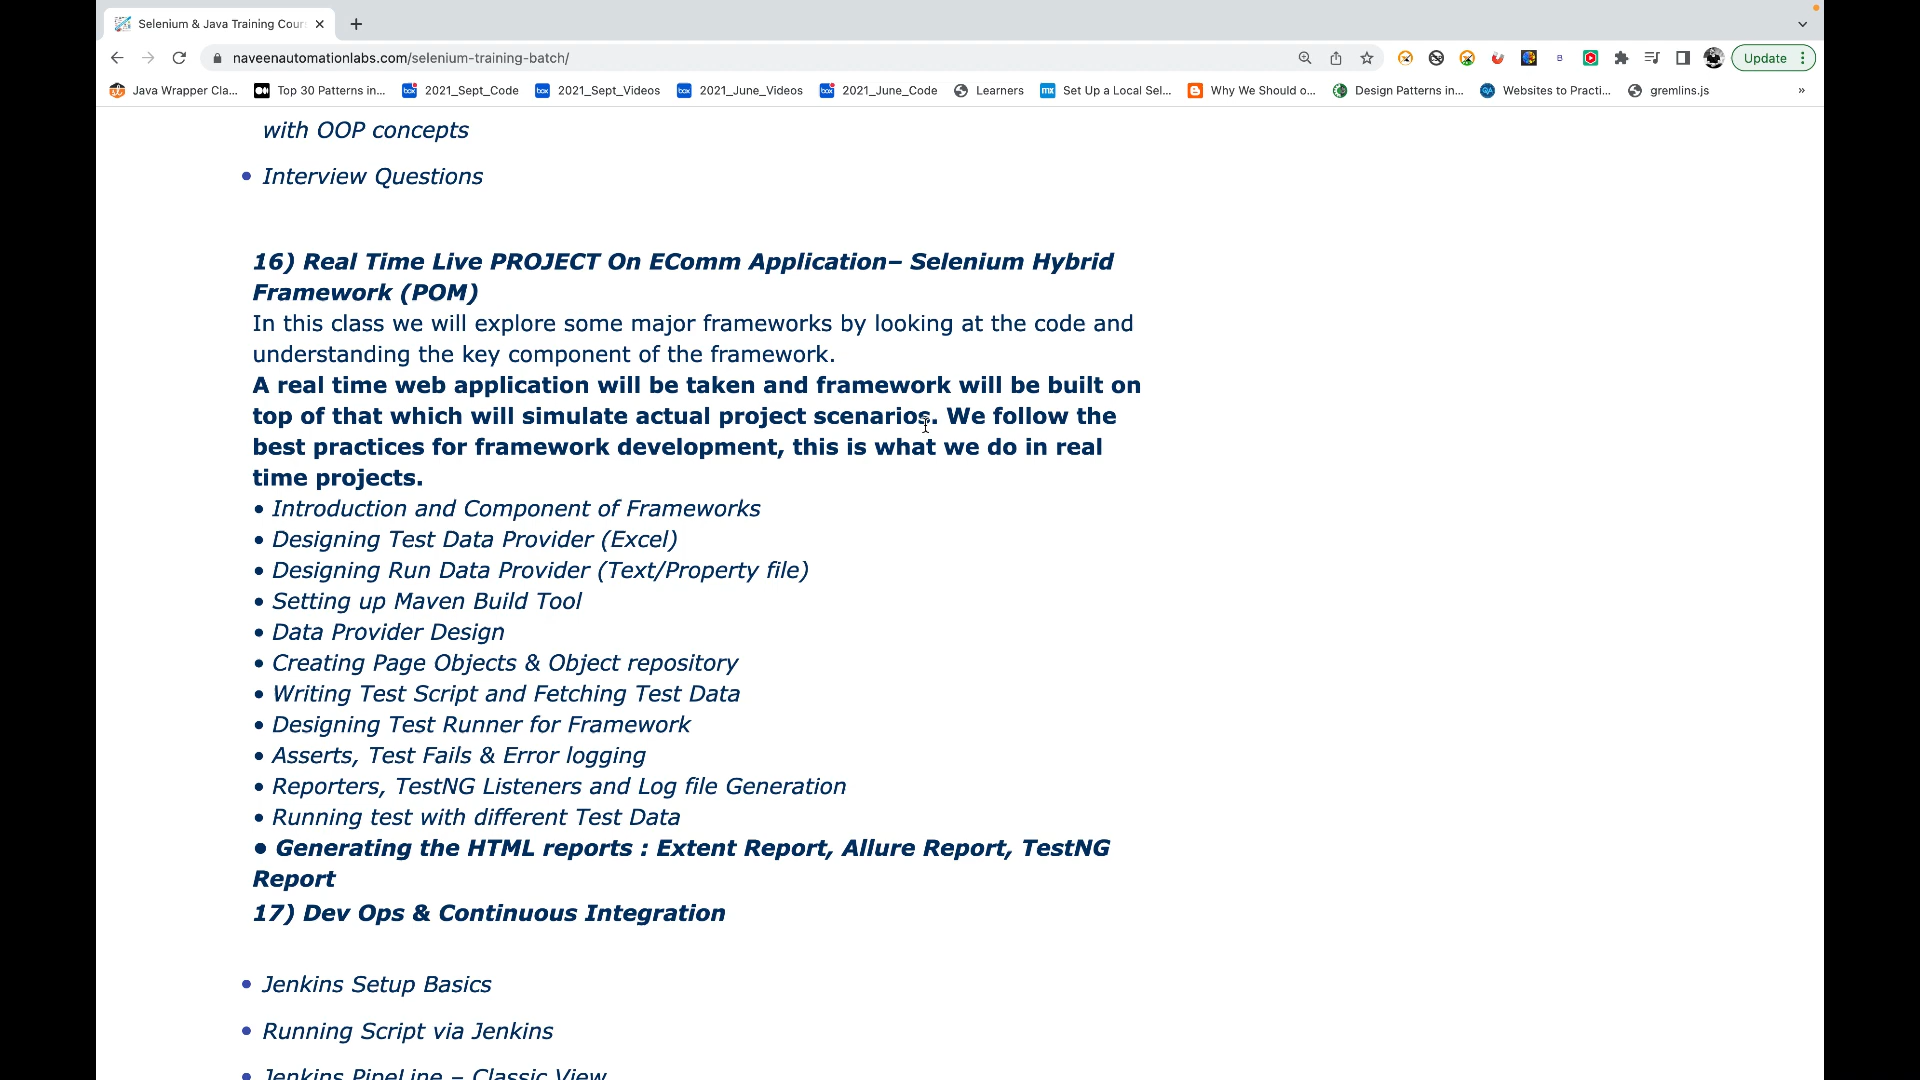 Selenium & Java Training Cour
naveenautomationlabs.com/selenium-training-batch/
Update
Java Wrapper Cla...
Top 30 Patterns in...
2021_Sept_Code
2021_Sept_Videos
2021_June_Videos
2021_June_Code
Learners
Set Up a Local Sel...
Why We Should o...
Design Patterns in...
Websites to Practi...
gremlins.js
»
with OOP concepts
• Interview Questions
16) Real Time Live PROJECT On EComm Application– Selenium Hybrid
Framework (POM)
In this class we will explore some major frameworks by looking at the code and
understanding the key component of the framework.
A real time web application will be taken and framework will be built on
top of that which will simulate actual project scenarios. We follow the
best practices for framework development, this is what we do in real
time projects.
• Introduction and Component of Frameworks
• Designing Test Data Provider (Excel)
• Designing Run Data Provider (Text/Property file)
• Setting up Maven Build Tool
• Data Provider Design
• Creating Page Objects & Object repository
• Writing Test Script and Fetching Test Data
• Designing Test Runner for Framework
• Asserts, Test Fails & Error logging
• Reporters, TestNG Listeners and Log file Generation
• Running test with different Test Data
• Generating the HTML reports : Extent Report, Allure Report, TestNG
Report
17) Dev Ops & Continuous Integration
• Jenkins Setup Basics
• Running Script via Jenkins
• Jenkins PipeLine – Classic View